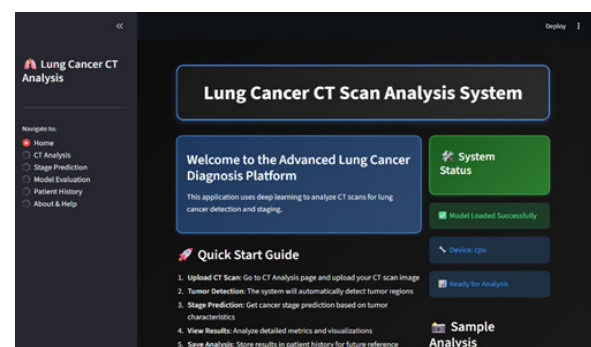 Deploy
Lung Cancer CT
Analysis
Navigate to:
Home
CT Analysis
Stage Prediction
Model Evaluation
Patient History
About & Help
Lung Cancer CT Scan Analysis System
Welcome to the Advanced Lung Cancer
Diagnosis Platform
This application uses deep learning to analyze CT scans for lung
cancer detection and staging.
System
Status
Model Loaded Successfully
Device: cpu
Ready for Analysis
Quick Start Guide
1. Upload CT Scan: Go to CT Analysis page and upload your CT scan image
2. Tumor Detection: The system will automatically detect tumor regions
3. Stage Prediction: Get cancer stage prediction based on tumor
characteristics
4. View Results: Analyze detailed metrics and visualizations
5. Save Analysis: Store results in patient history for future reference
Sample
Analysis